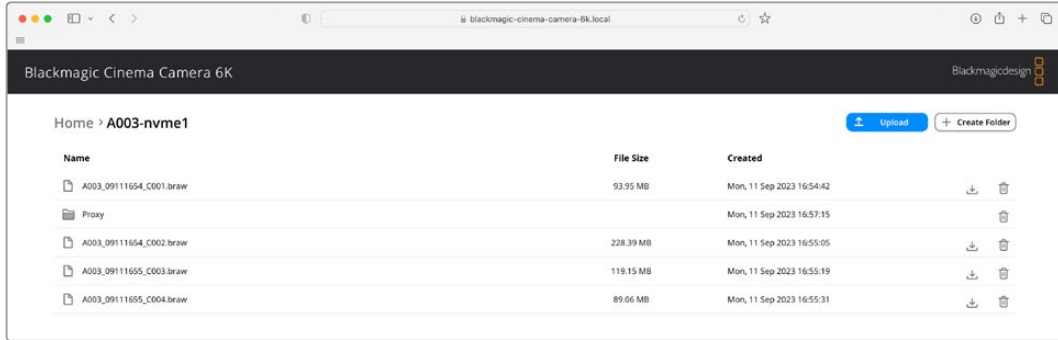 blackmagic-cinema-camera-6k.local
Blackmagic Cinema Camera 6K
Blackmagicdesign
Home > A003-nvme1
Upload
+ Create Folder
Name File Size Created
A003_09111654_C001.braw 93.95 MB Mon, 11 Sep 2023 16:54:42
Proxy Mon, 11 Sep 2023 16:57:15
A003_09111654_C002.braw 228.39 MB Mon, 11 Sep 2023 16:55:05
A003_09111655_C003.braw 119.15 MB Mon, 11 Sep 2023 16:55:19
A003_09111655_C004.braw 89.06 MB Mon, 11 Sep 2023 16:55:31